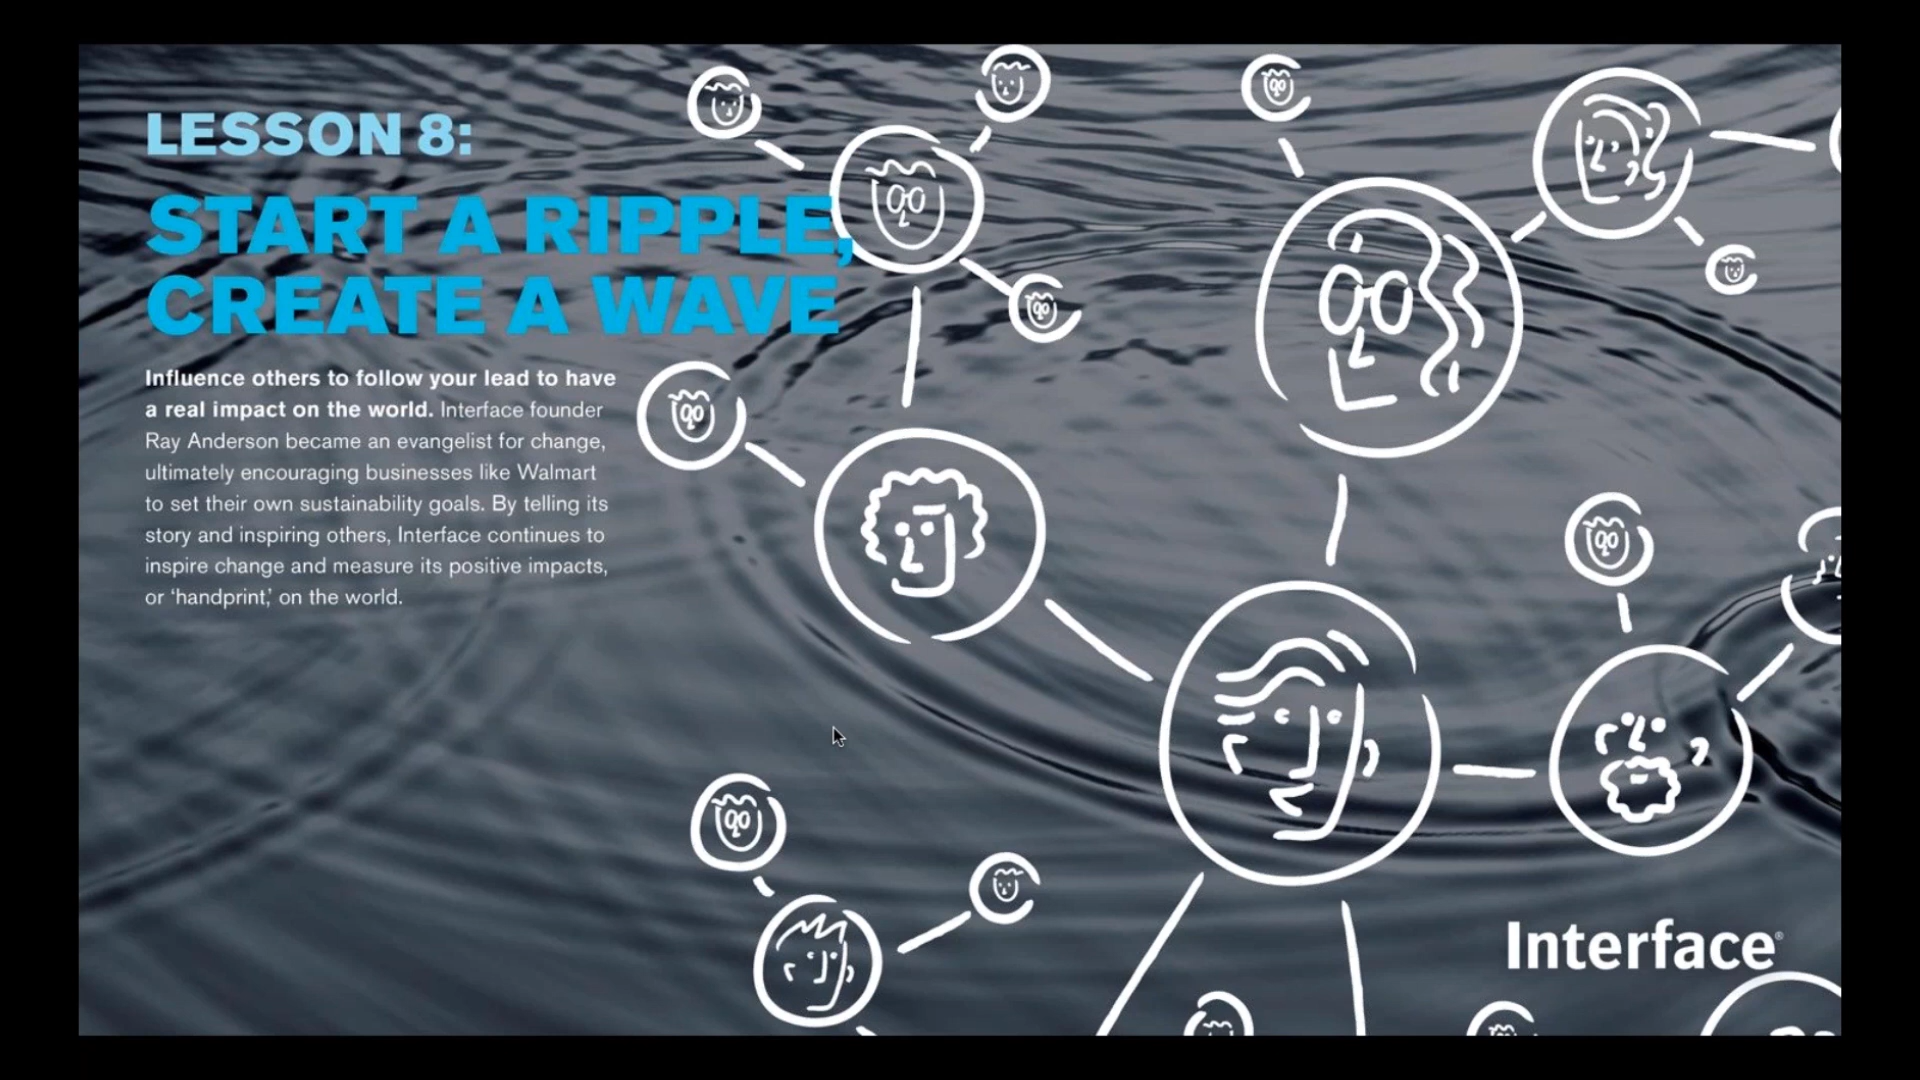 LESSON 8:
START A RIPPLE,
CREATE A WAVE
Influence others to follow your lead to have
a real impact on the world. Interface founder
Ray Anderson became an evangelist for change,
ultimately encouraging businesses like Walmart
to set their own sustainability goals. By telling its
story and inspiring others, Interface continues to
inspire change and measure its positive impacts,
or ‘handprint,’ on the world.
Interface®